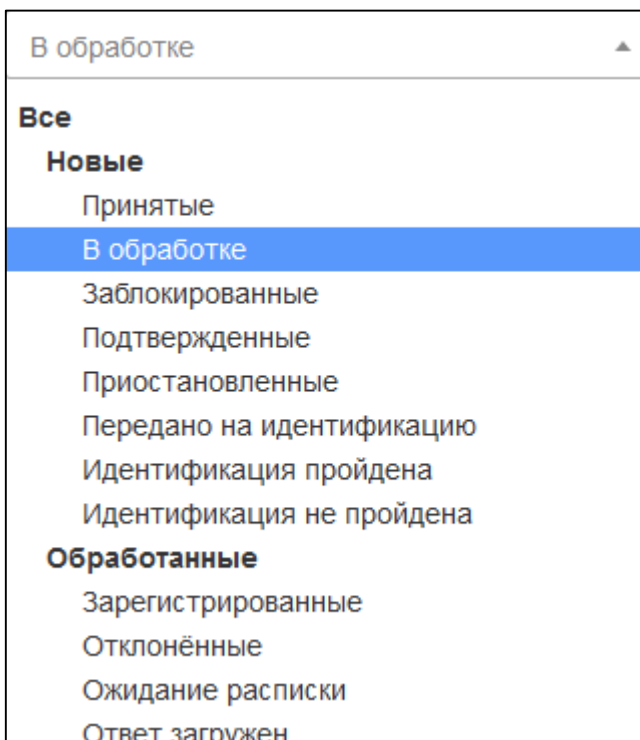 В обработке
Все
Новые
Принятые
В обработке
Заблокированные
Подтвержденные
Приостановленные
Передано на идентификацию
Идентификация пройдена
Идентификация не пройдена
Обработанные
Зарегистрированные
Отклонённые
Ожидание расписки
Ответ загружен